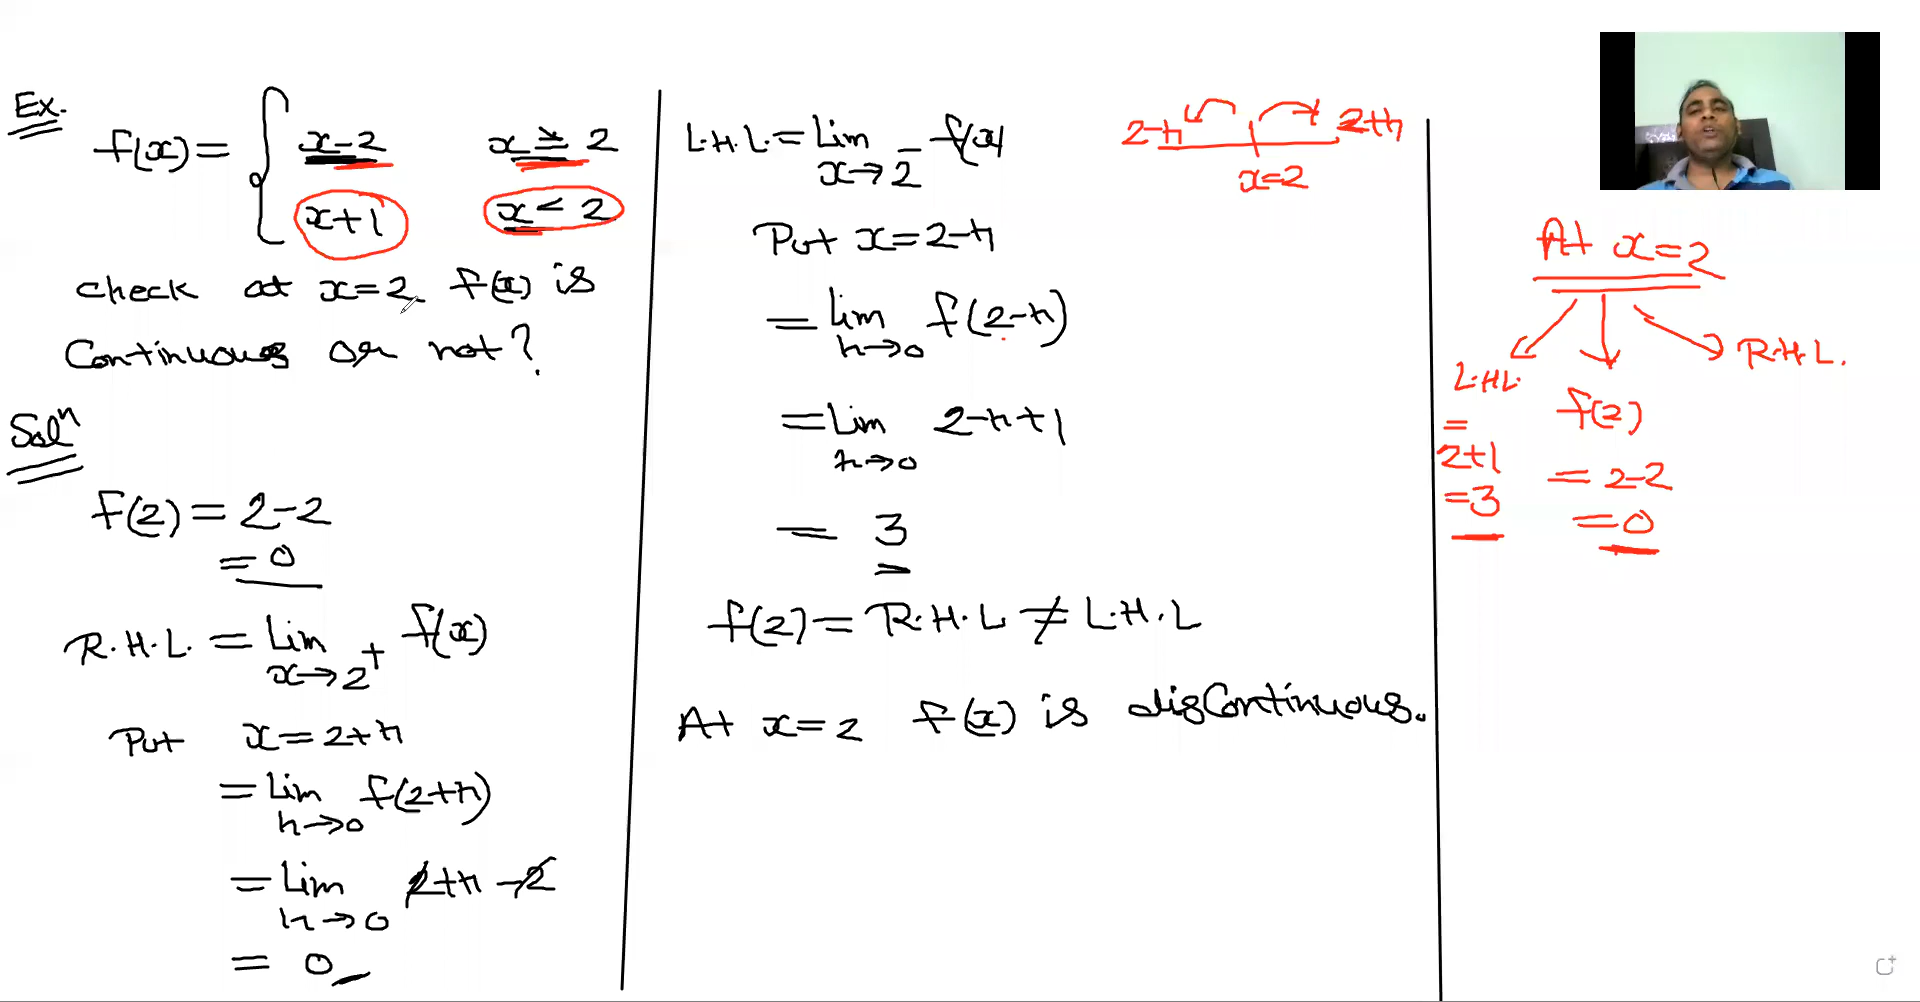 Ex.
f(x) = { x-2 x ≥ 2
x+1 x < 2
check at x=2, f(x) is
Continuous or not?
Solⁿ
f(2) = 2-2
= 0
R.H.L. = Lim x→2⁺ f(x)
Put x=2+h
= Lim h→0 f(2+h)
= Lim h→0 2+h-2
= 0
L.H.L. = Lim x→2⁻ f(x)
Put x=2-h
= Lim h→0 f(2-h)
= Lim h→0 2-h+1
= 3
f(2) = R.H.L ≠ L.H.L
At x=2 f(x) is disContinuous.
2-h 2+h
x=2
At x=2
L.H.L. R.H.L.
= 2+1
= 3
f(2)
= 2-2
= 0